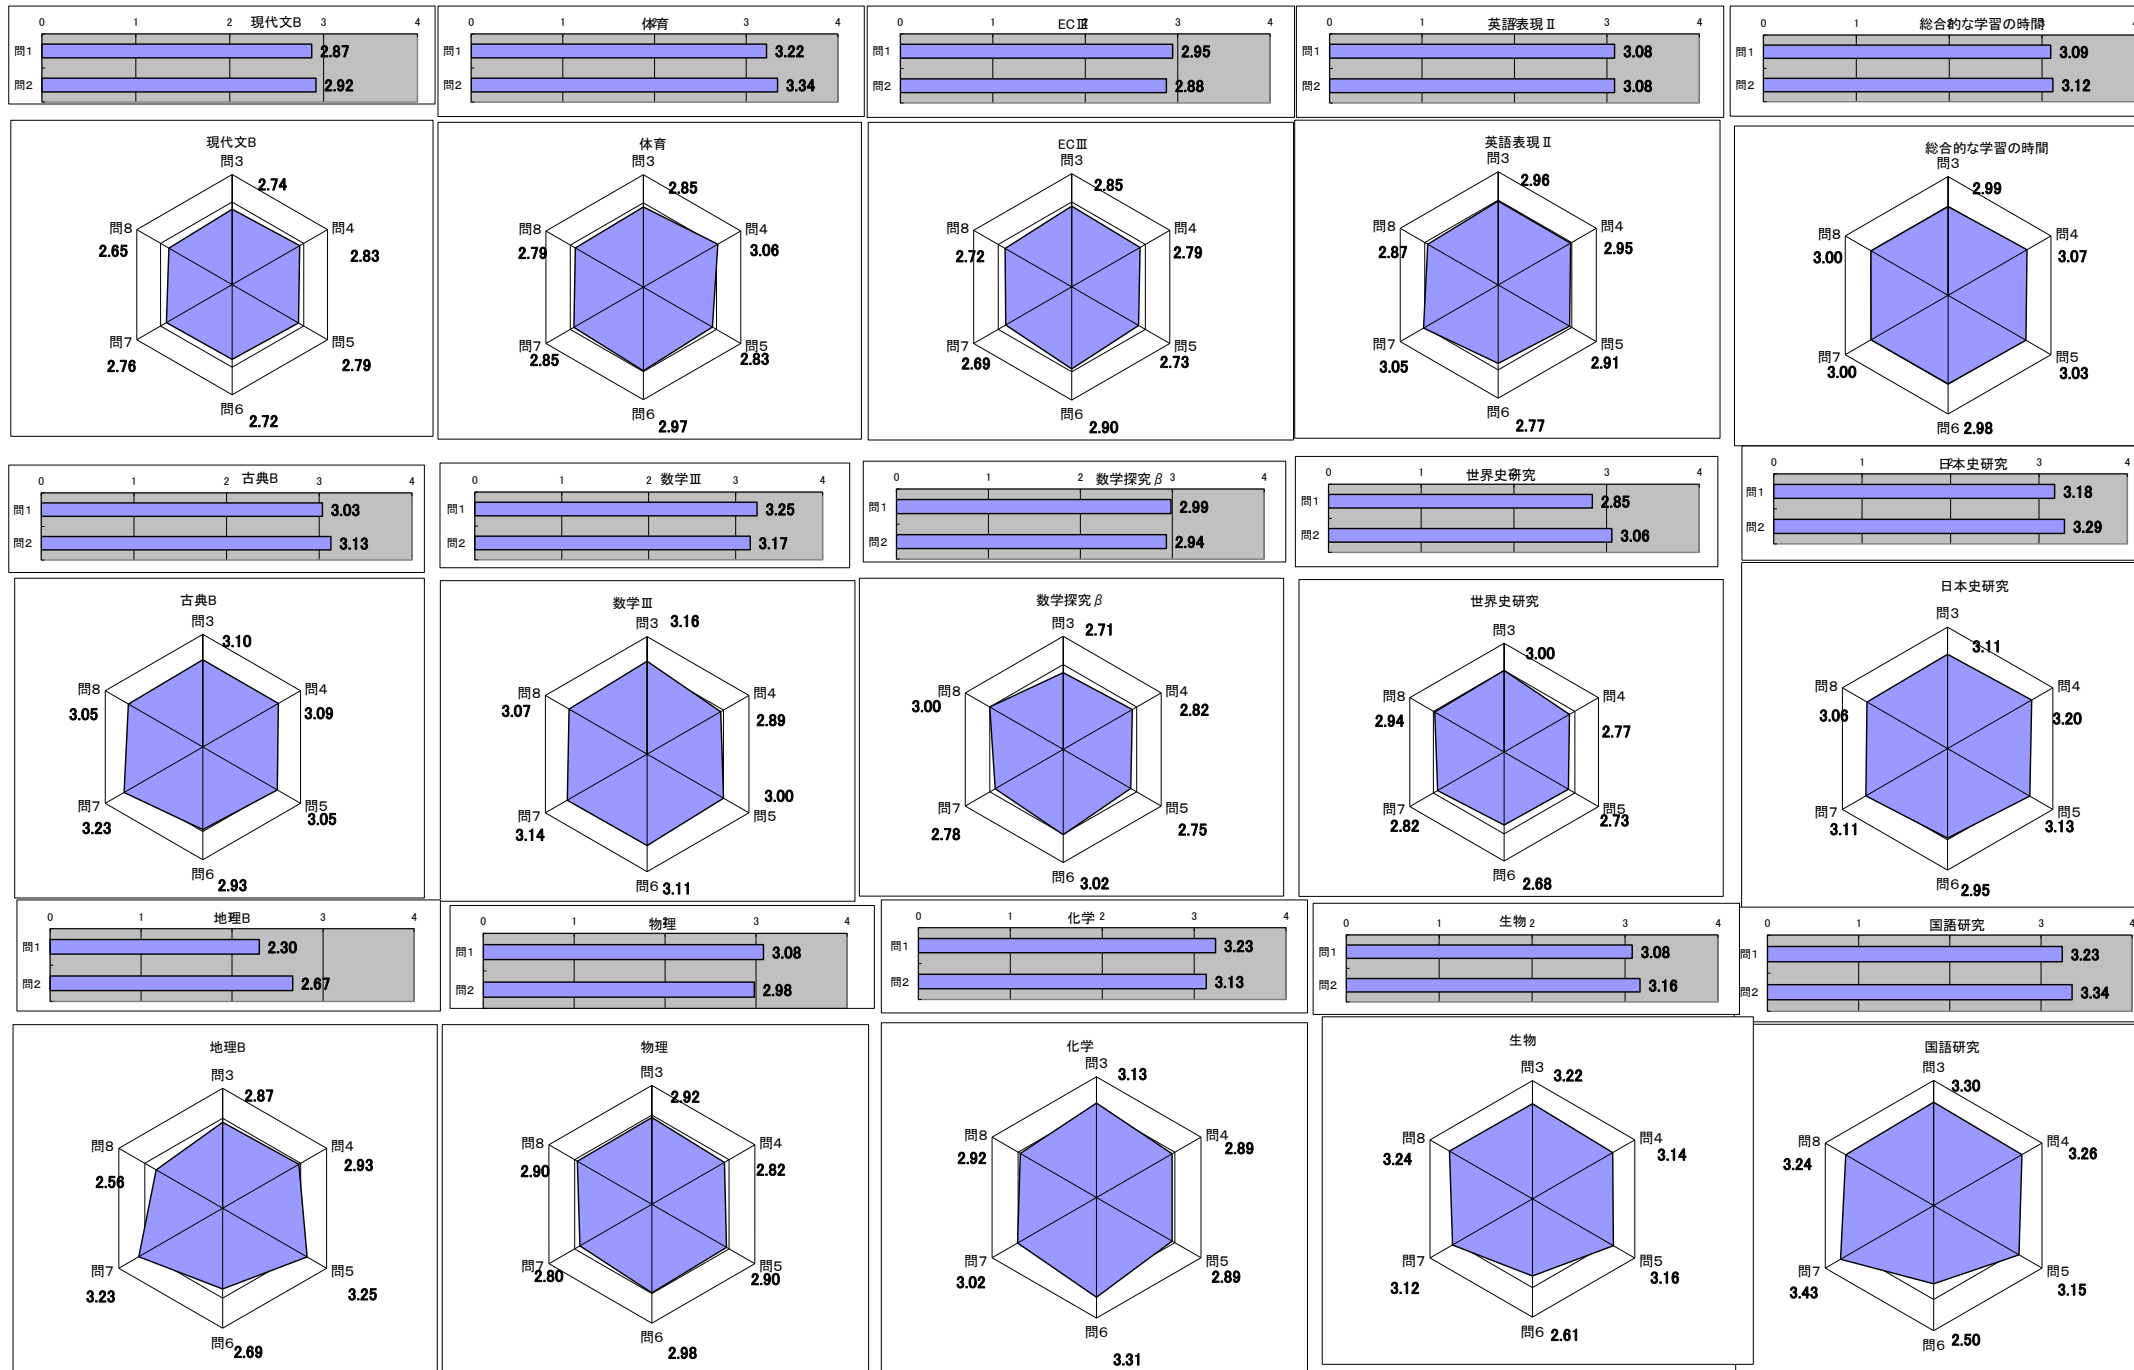 現代文B
0 1 2 3 4
問1 2.87
問2 2.92
体育
0 1 2 3 4
問1 3.22
問2 3.34
ECⅢ
0 1 2 3 4
問1 2.95
問2 2.88
英語表現Ⅱ
0 1 2 3 4
問1 3.08
問2 3.08
総合的な学習の時間
0 1 2 3 4
問1 3.09
問2 3.12
現代文B
問3 2.74
問4 2.83
問5 2.79
問6 2.72
問7 2.76
問8 2.65
体育
問3 2.85
問4 3.06
問5 2.83
問6 2.97
問7 2.85
問8 2.79
ECⅢ
問3 2.85
問4 2.79
問5 2.73
問6 2.90
問7 2.69
問8 2.72
英語表現Ⅱ
問3 2.96
問4 2.95
問5 2.91
問6 2.77
問7 3.05
問8 2.87
総合的な学習の時間
問3 2.99
問4 3.07
問5 3.03
問6 2.98
問7 3.00
問8 3.00
古典B
0 1 2 3 4
問1 3.03
問2 3.13
数学Ⅲ
0 1 2 3 4
問1 3.25
問2 3.17
数学探究β
0 1 2 3 4
問1 2.99
問2 2.94
世界史研究
0 1 2 3 4
問1 2.85
問2 3.06
日本史研究
0 1 2 3 4
問1 3.18
問2 3.29
古典B
問3 3.10
問4 3.09
問5 3.05
問6 2.93
問7 3.23
問8 3.05
数学Ⅲ
問3 3.16
問4 2.89
問5 3.00
問6 3.11
問7 3.14
問8 3.07
数学探究β
問3 2.71
問4 2.82
問5 2.75
問6 3.02
問7 2.78
問8 3.00
世界史研究
問3 3.00
問4 2.77
問5 2.73
問6 2.68
問7 2.82
問8 2.94
日本史研究
問3 3.11
問4 3.20
問5 3.13
問6 2.95
問7 3.11
問8 3.06
地理B
0 1 2 3 4
問1 2.30
問2 2.67
物理
0 1 2 3 4
問1 3.08
問2 2.98
化学
0 1 2 3 4
問1 3.23
問2 3.13
生物
0 1 2 3 4
問1 3.08
問2 3.16
国語研究
0 1 2 3 4
問1 3.23
問2 3.34
地理B
問3 2.87
問4 2.93
問5 3.25
問6 2.69
問7 3.23
問8 2.56
物理
問3 2.92
問4 2.82
問5 2.90
問6 2.98
問7 2.80
問8 2.90
化学
問3 3.13
問4 2.89
問5 2.89
問6 3.31
問7 3.02
問8 2.92
生物
問3 3.22
問4 3.14
問5 3.16
問6 2.61
問7 3.12
問8 3.24
国語研究
問3 3.30
問4 3.26
問5 3.15
問6 2.50
問7 3.43
問8 3.24